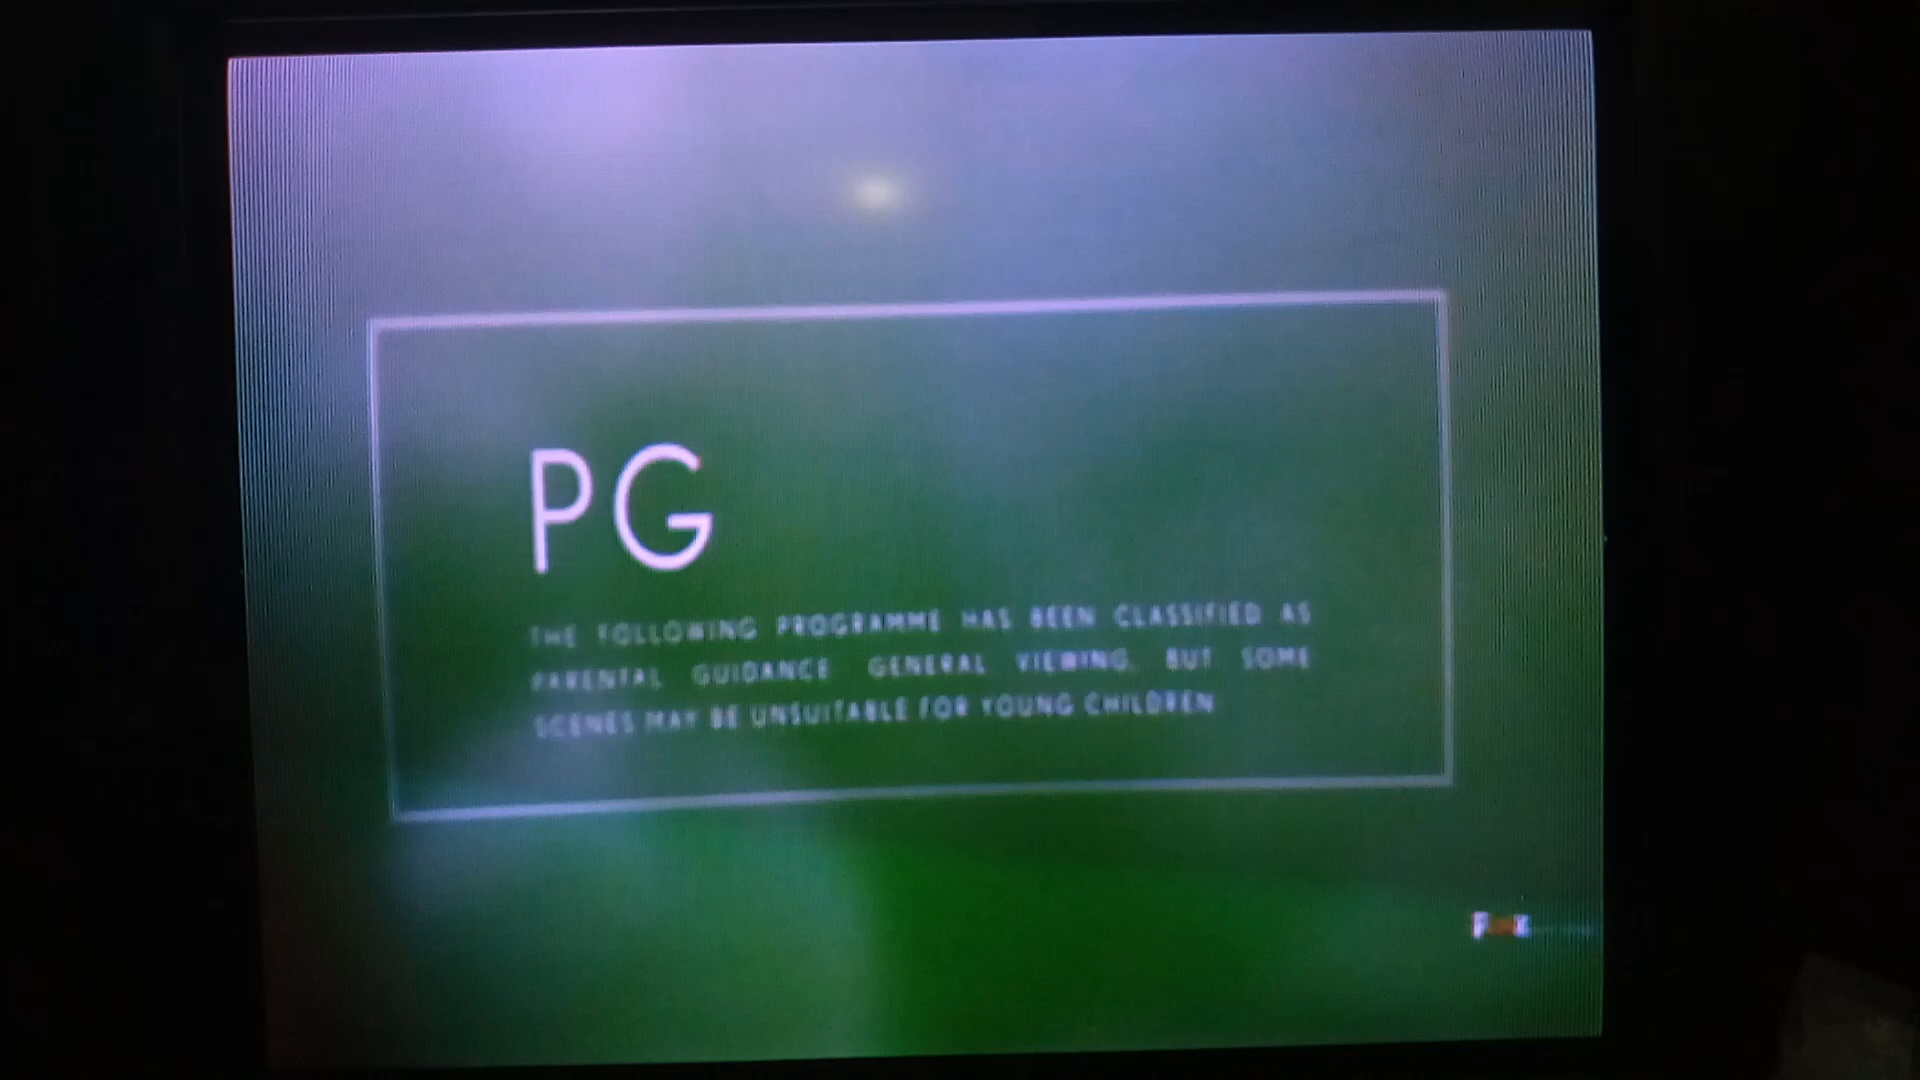 PG
THE FOLLOWING PROGRAMME HAS BEEN CLASSIFIED AS
PARENTAL GUIDANCE GENERAL VIEWING, BUT SOME
SCENES MAY BE UNSUITABLE FOR YOUNG CHILDREN